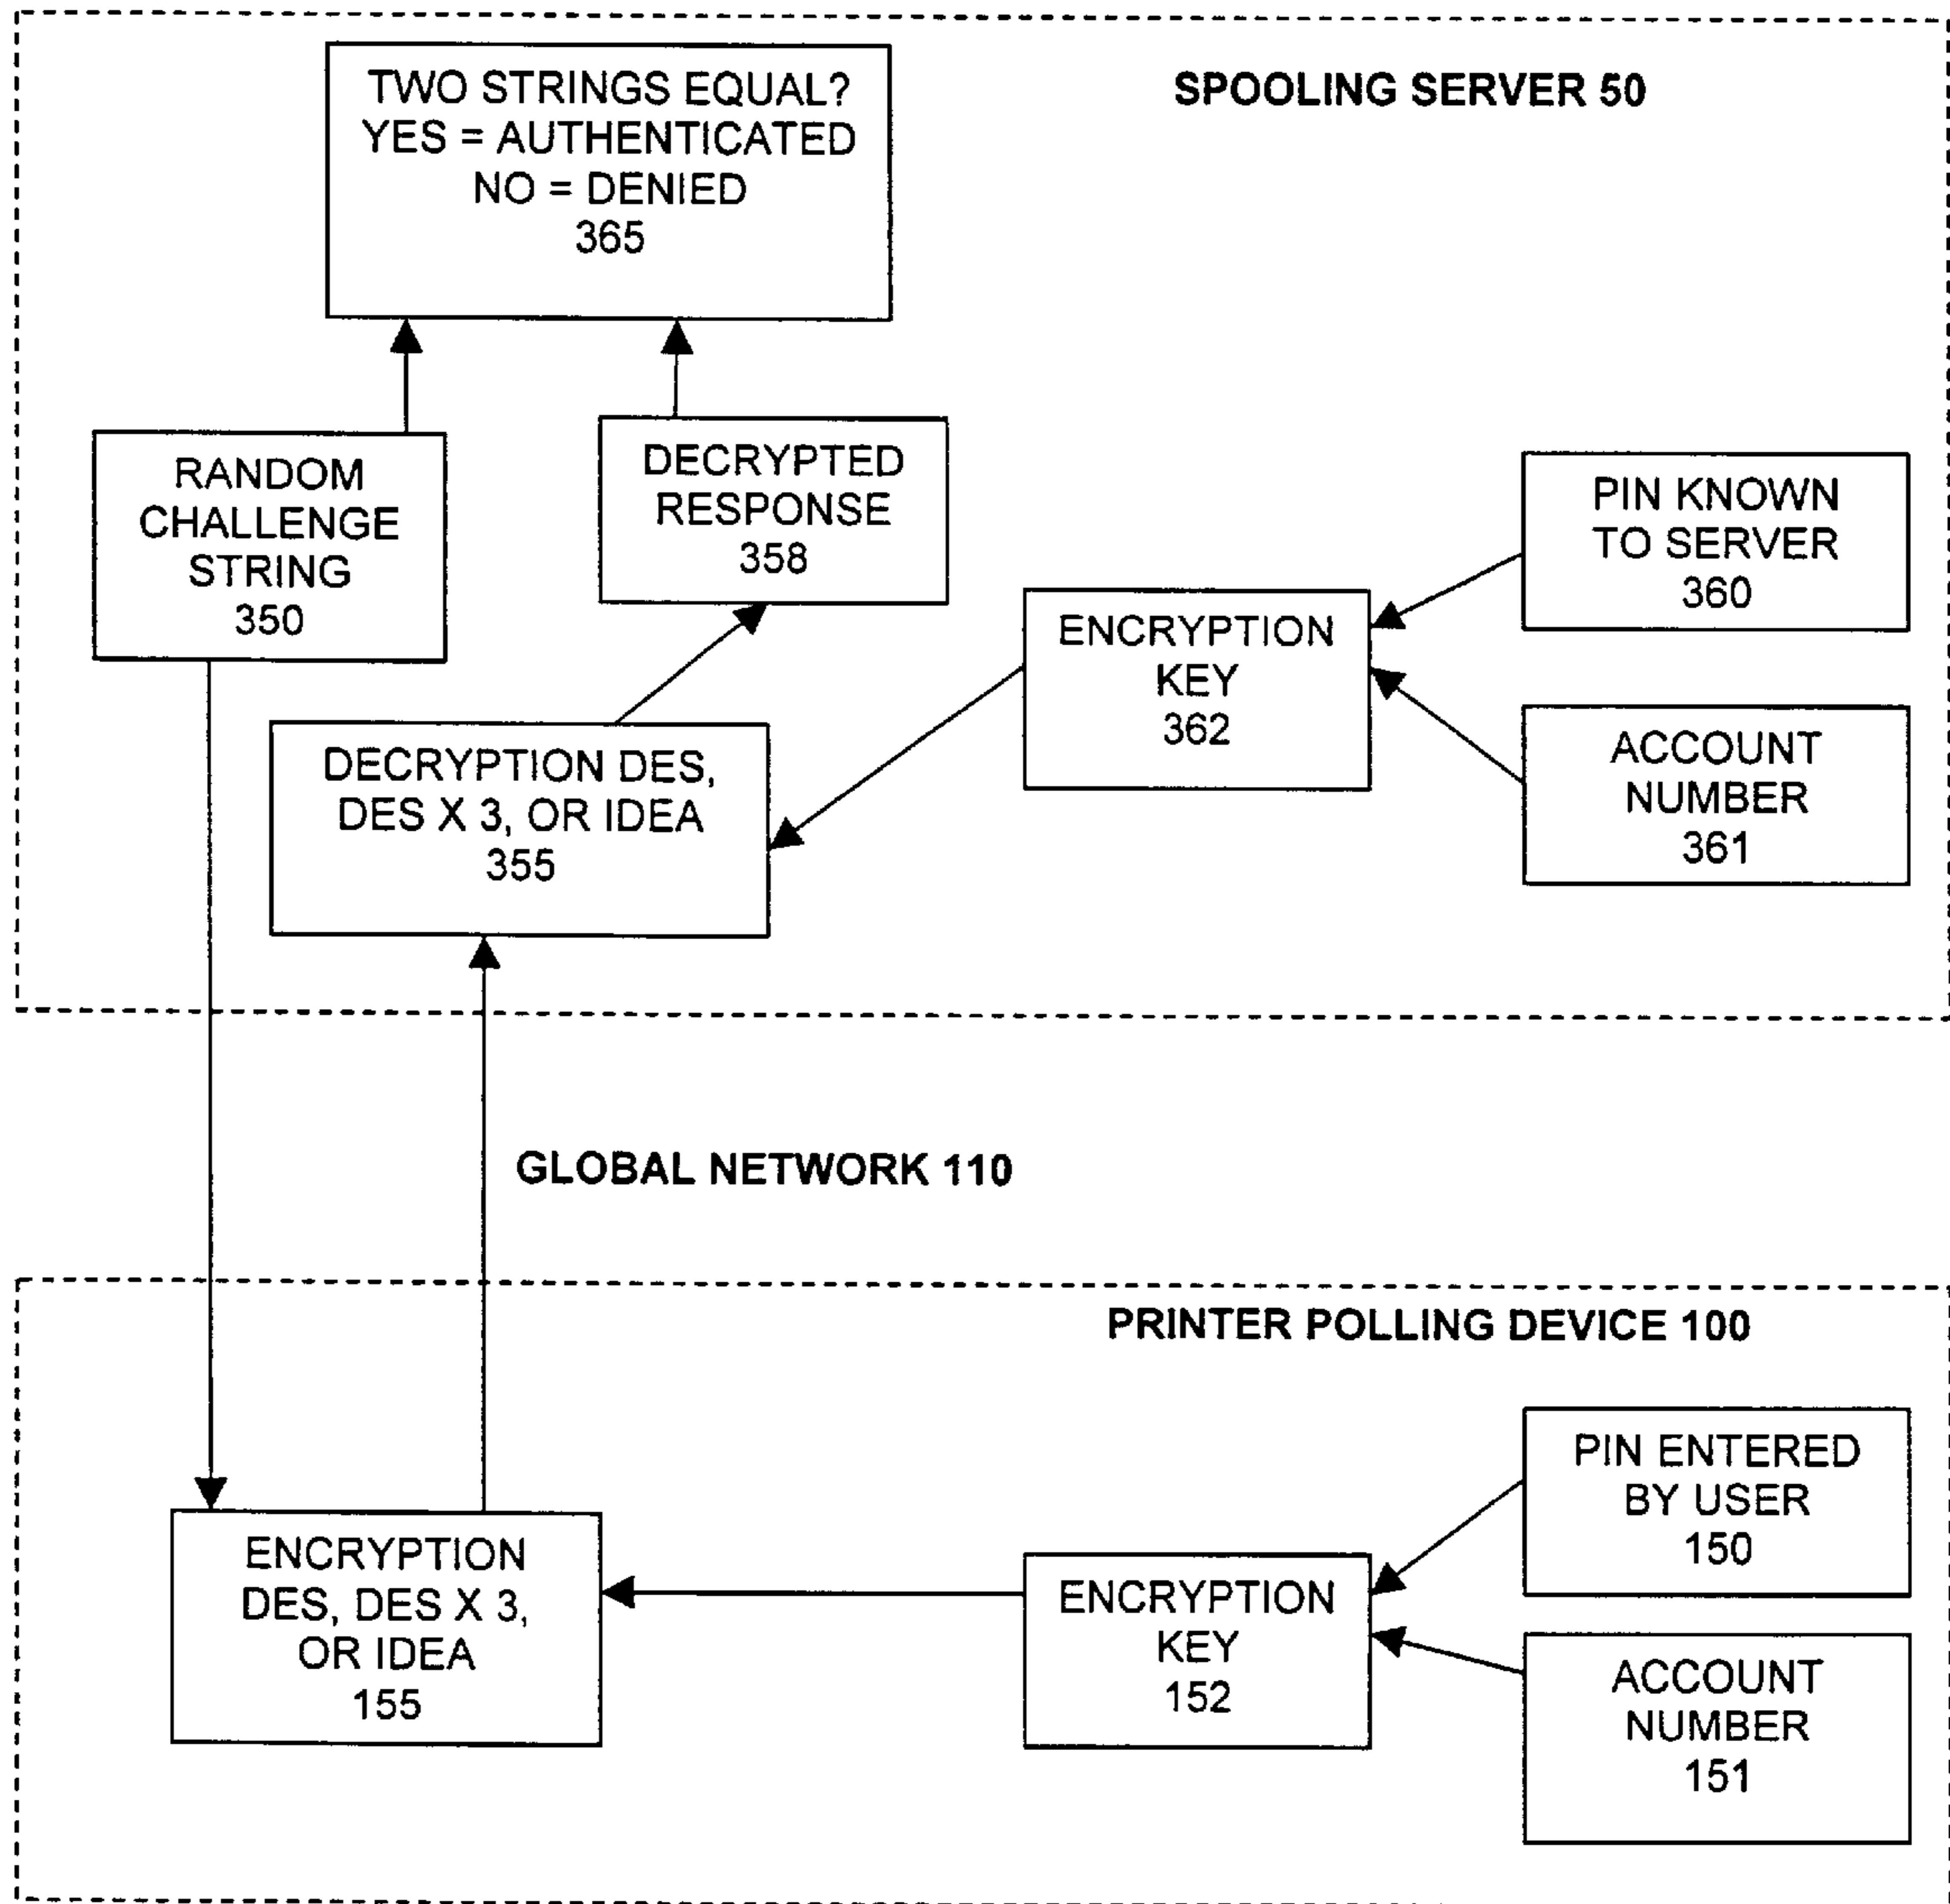 TWO STRINGS EQUAL?
YES = AUTHENTICATED
NO = DENIED
365
SPOOLING SERVER 50
RANDOM
CHALLENGE
STRING
350
DECRYPTED
RESPONSE
358
PIN KNOWN
TO SERVER
360
ENCRYPTION
KEY
362
ACCOUNT
NUMBER
361
DECRYPTION DES,
DES X 3, OR IDEA
355
GLOBAL NETWORK 110
PRINTER POLLING DEVICE 100
PIN ENTERED
BY USER
150
ENCRYPTION
DES, DES X 3,
OR IDEA
155
ENCRYPTION
KEY
152
ACCOUNT
NUMBER
151